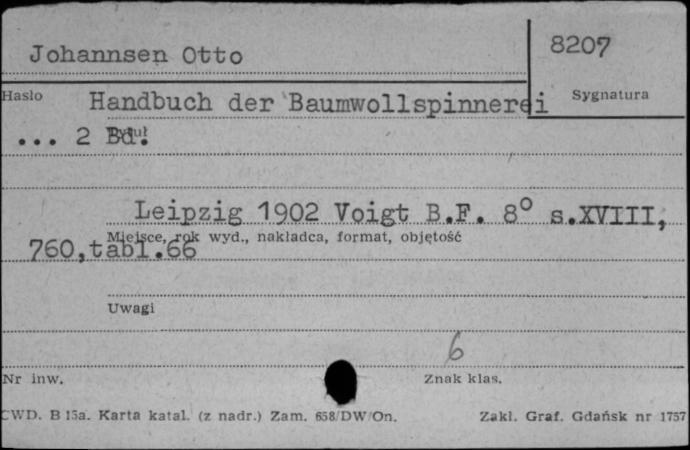 Johannsen Otto
8207
Hasło
Handbuch der Baumwollspinnerei
Sygnatura
... 2 Bd.
Tytuł
Leipzig 1902 Voigt B.F. 8° s.XVIII,
Miejsce, rok wyd., nakładca, format, objętość
760,tabl.66
Uwagi
6
Nr inw.
Znak klas.
CWD. B 15a. Karta katal. (z nadr.) Zam. 658/DW/On.
Zakl. Graf. Gdańsk nr 1757